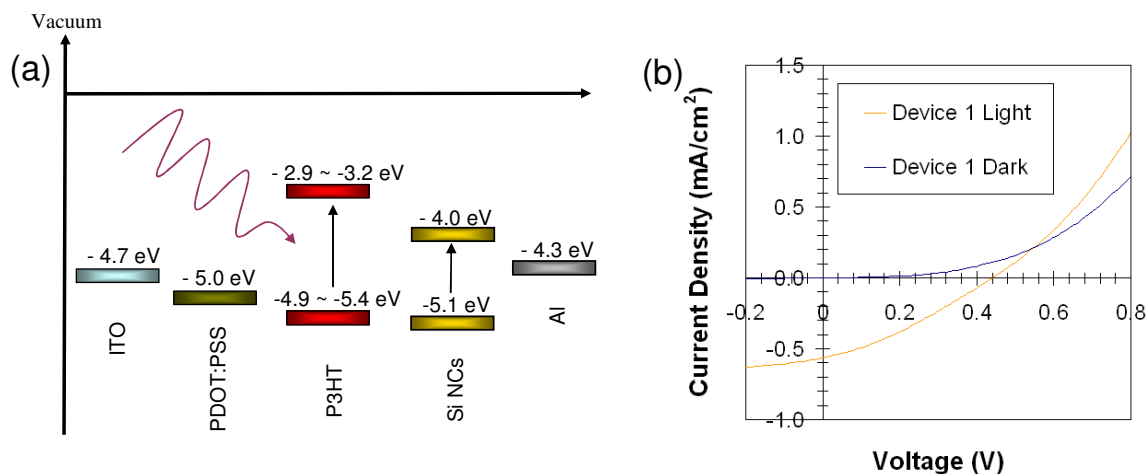 Vacuum
(a)
- 2.9 ~ -3.2 eV
- 4.0 eV
- 4.7 eV
- 4.3 eV
- 5.0 eV
-4.9 ~ -5.4 eV
-5.1 eV
ITO
PDOT:PSS
P3HT
Si NCs
Al
(b)
Current Density (mA/cm²)
1.5
1.0
0.5
0.0
-0.5
-1.0
Device 1 Light
Device 1 Dark
-0.2
0
0.2
0.4
0.6
0.8
Voltage (V)